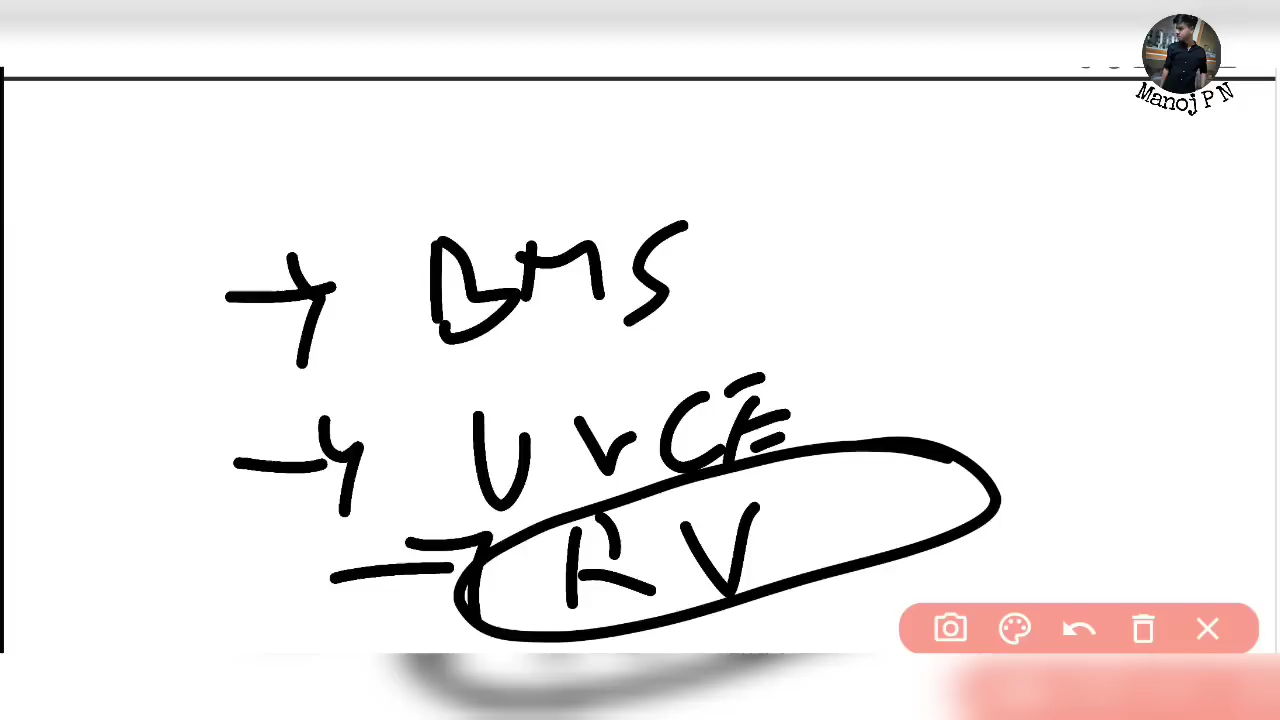 Manoj P N
→ BMS
→ UVCE
→ RV